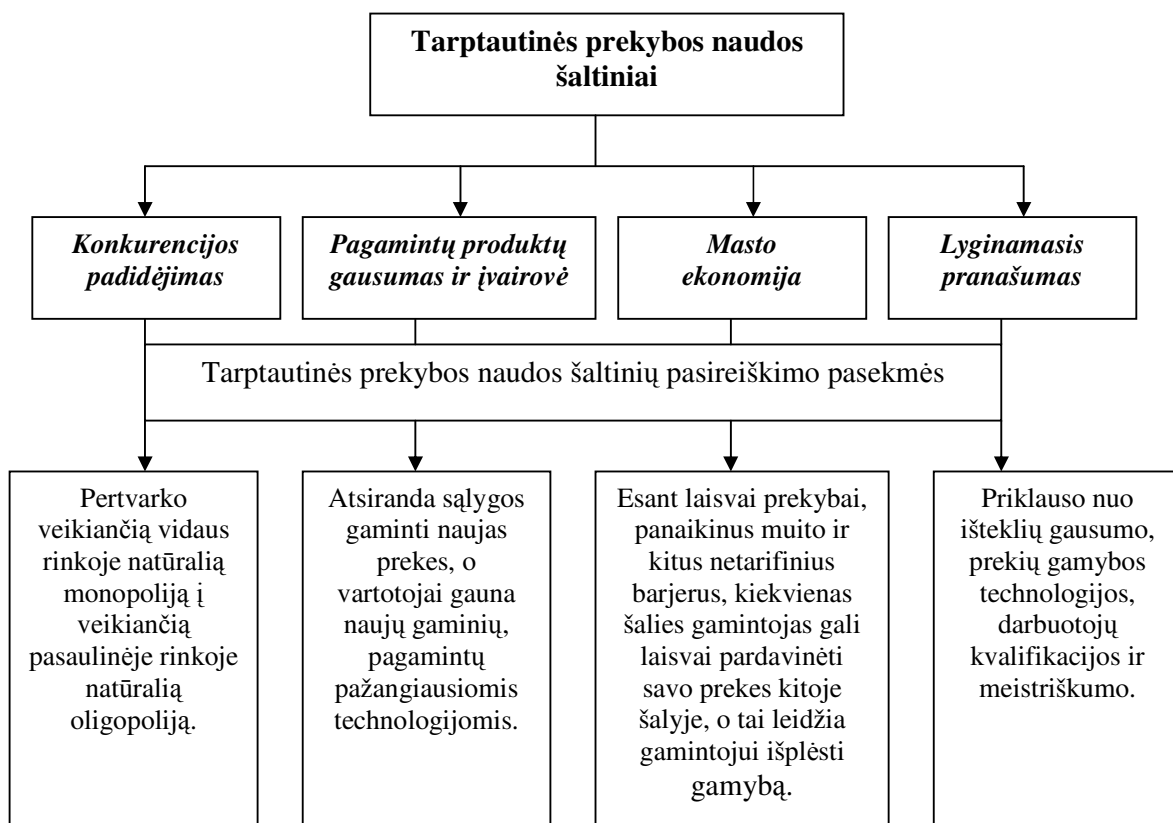 Tarptautinės prekybos naudos
šaltiniai
Konkurencijos
padidėjimas
Pagamintų produktų
gausumas ir įvairovė
Masto
ekonomija
Lyginamasis
pranašumas
Tarptautinės prekybos naudos šaltinių pasireiškimo pasekmės
Pertvarko
veikiančią vidaus
rinkoje natūralią
monopoliją į
veikiančią
pasaulinėje rinkoje
natūralią
oligopoliją.
Atsiranda sąlygos
gaminti naujas
prekes, o
vartotojai gauna
naujų gaminių,
pagamintų
pažangiausiomis
technologijomis.
Esant laisvai prekybai,
panaikinus muito ir
kitus netarifinius
barjerus, kiekvienas
šalies gamintojas gali
laisvai pardavinėti
savo prekes kitoje
šalyje, o tai leidžia
gamintojui išplėsti
gamybą.
Priklauso nuo
išteklių gausumo,
prekių gamybos
technologijos,
darbuotojų
kvalifikacijos ir
meistriškumo.